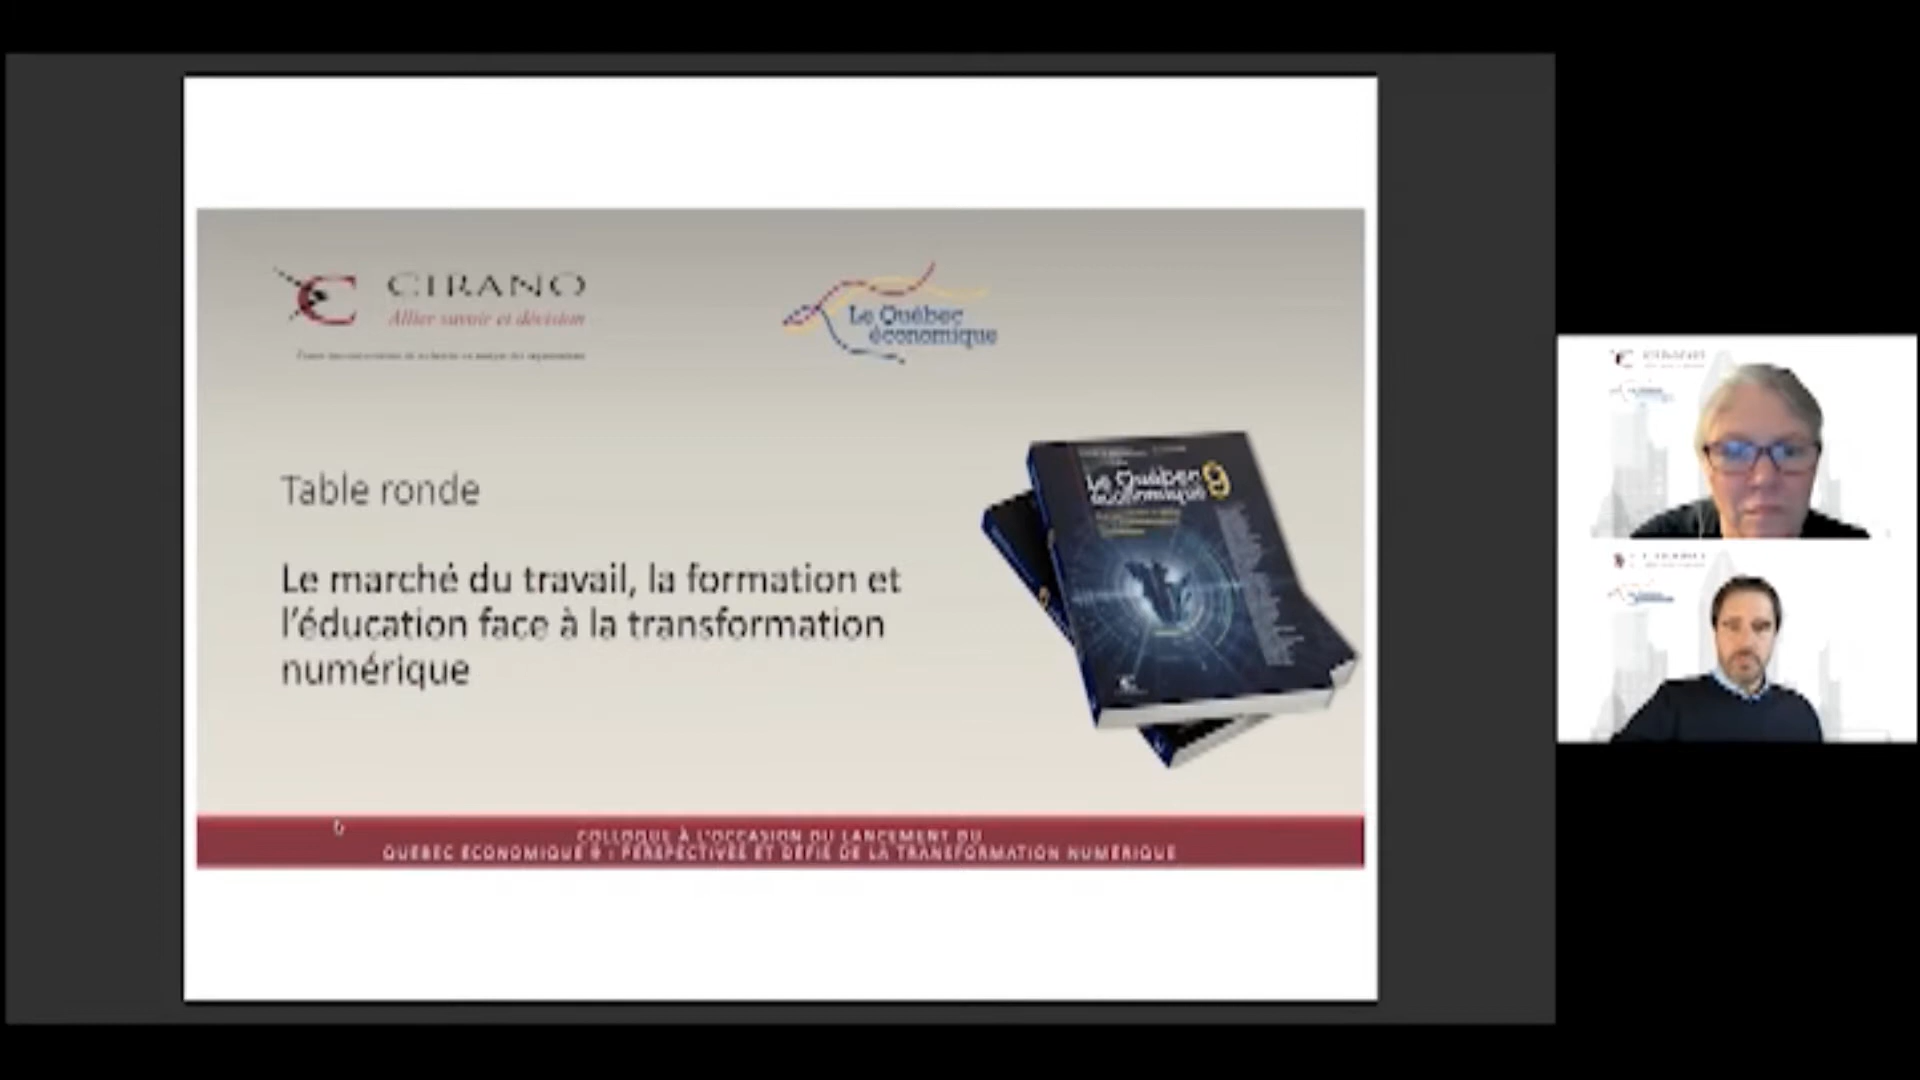 CIRANO
Allier savoir et décision
Le Québec
économique
Table ronde
Le marché du travail, la formation et
l'éducation face à la transformation
numérique
Le Québec 9
économique
COLLOQUE À L'OCCASION DU LANCEMENT DU
QUÉBEC ÉCONOMIQUE 9 : PERSPECTIVES ET DÉFIS DE LA TRANSFORMATION NUMÉRIQUE